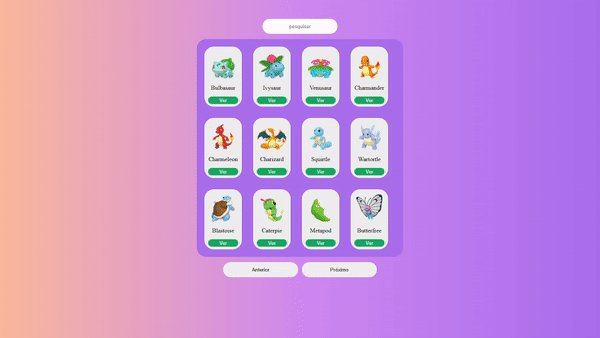 pesquisar
Bulbasaur Ivysaur Venusaur Charmander
Ver Ver Ver Ver
Charmeleon Charizard Squirtle Wartortle
Ver Ver Ver Ver
Blastoise Caterpie Metapod Butterfree
Ver Ver Ver Ver
Anterior Próximo